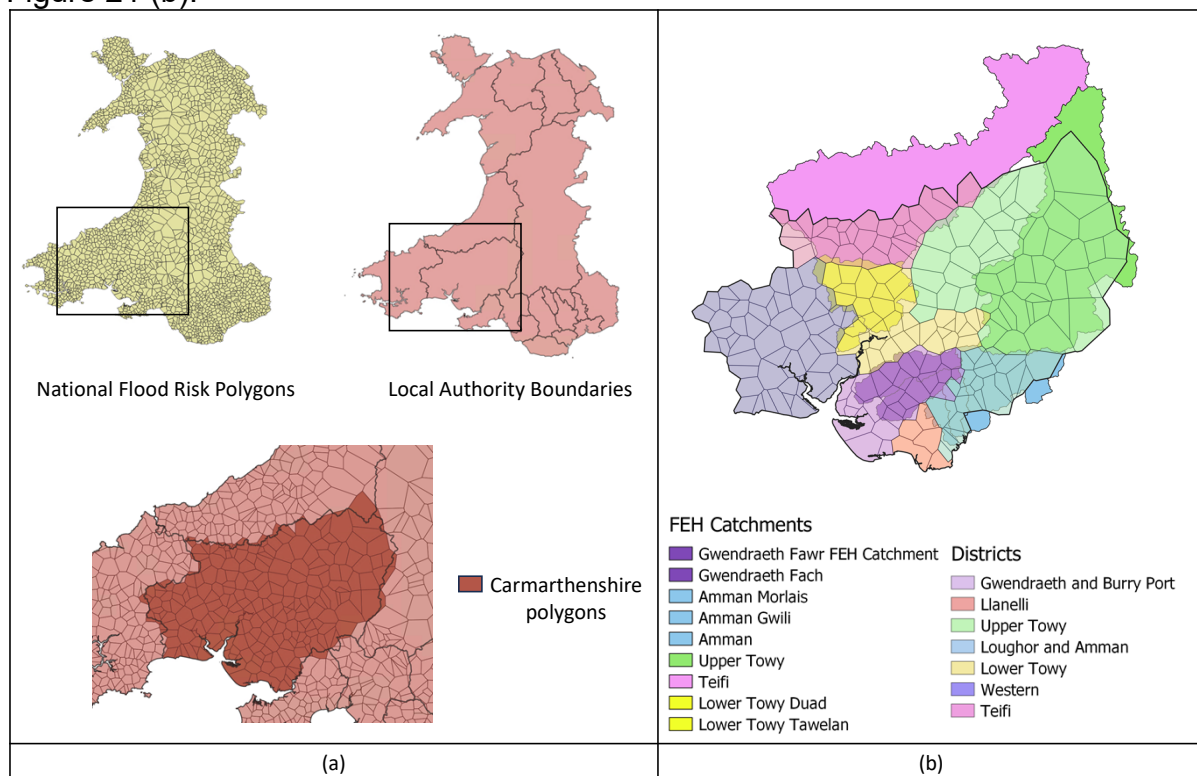 Figure 21 (b).
National Flood Risk Polygons
Local Authority Boundaries
Carmarthenshire
polygons
(a)
FEH Catchments
Gwendraeth Fawr FEH Catchment
Gwendraeth Fach
Amman Morlais
Amman Gwili
Amman
Upper Towy
Teifi
Lower Towy Duad
Lower Towy Tawelan
Districts
Gwendraeth and Burry Port
Llanelli
Upper Towy
Loughor and Amman
Lower Towy
Western
Teifi
(b)